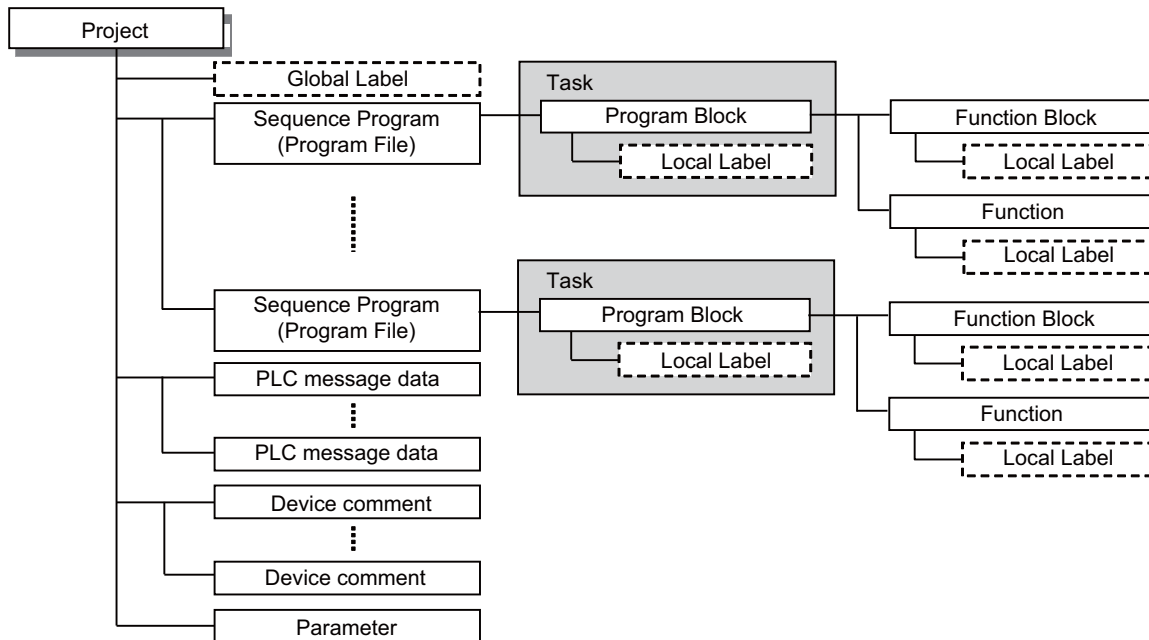 Project
Global Label
Sequence Program
(Program File)
Task
Program Block
Local Label
Function Block
Local Label
Function
Local Label
Sequence Program
(Program File)
Task
Program Block
Local Label
Function Block
Local Label
Function
Local Label
PLC message data
PLC message data
Device comment
Device comment
Parameter